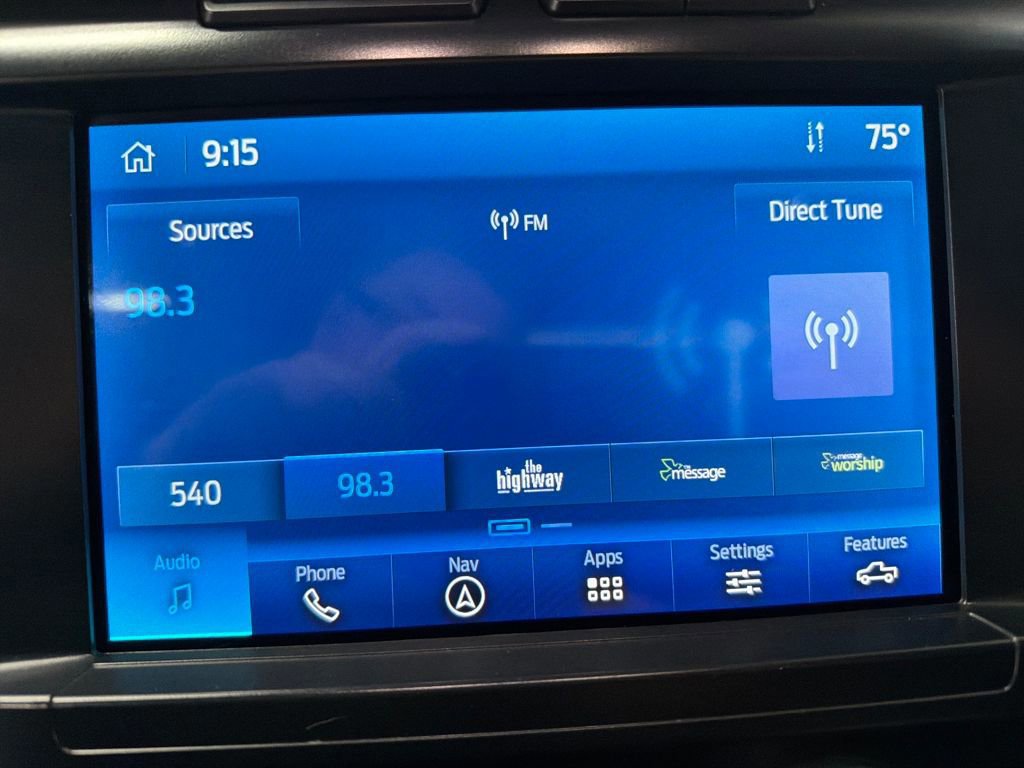 9:15
75°
Sources
FM
Direct Tune
98.3
540
98.3
the
highway
the
message
message
worship
Audio
Phone
Nav
Apps
Settings
Features